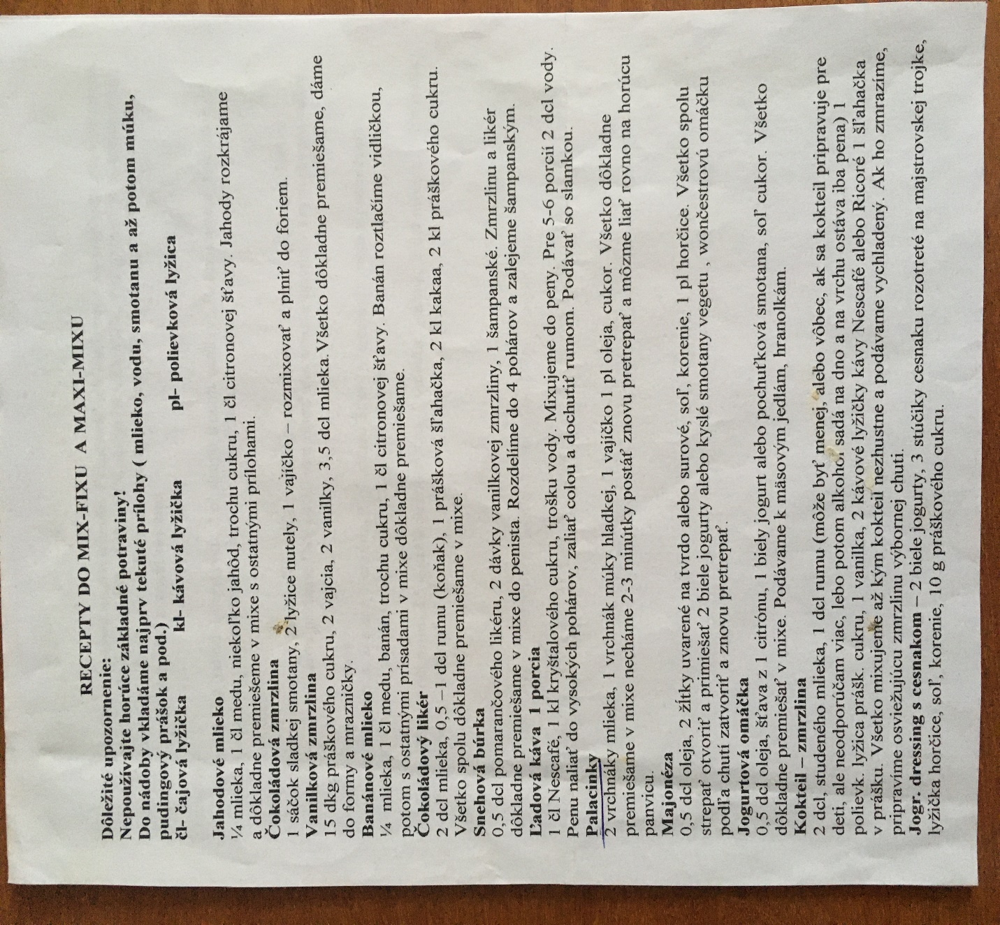 RECEPTY DO MIX-FIXU A MAXI-MIXU
Dôležité upozornenie:
Nepoužívajte horúce základné potraviny!
Do nádoby vkladáme najprv tekuté prílohy ( mlieko, vodu, smotanu a až potom múku,
pudingový prášok a pod.)
čl- čajová lyžička kl- kávová lyžička pl- polievková lyžica
Jahodové mlieko
¼ mlieka, 1 čl medu, niekoľko jahôd, trochu cukru, 1 čl citronovej šťavy. Jahody rozkrájame
a dôkladne premiešeme v mixe s ostatnými prílohami.
Čokoládová zmrzlina
1 sáčok sladkej smotany, 2 lyžice nutely, 1 vajíčko – rozmixovať a plniť do foriem.
Vanilková zmrzlina
15 dkg práškového cukru, 2 vajcia, 2 vanilky, 3,5 dcl mlieka. Všetko dôkladne premiešame, dáme
do formy a mrazničky.
Banánové mlieko
¼ mlieka, 1 čl medu, banán, trochu cukru, 1 čl citronovej šťavy. Banán roztlačíme vidličkou,
potom s ostatnými prísadami v mixe dôkladne premiešame.
Čokoládový likér
2 dcl mlieka, 0,5 –1 dcl rumu (koňak), 1 prášková šľahačka, 2 kl kakaa, 2 kl práškového cukru.
Všetko spolu dôkladne premiešame v mixe.
Snehová búrka
0,5 dcl pomarančového likéru, 2 dávky vanilkovej zmrzliny, 1 šampanské. Zmrzlinu a likér
dôkladne premiešame v mixe do penista. Rozdelíme do 4 pohárov a zalejeme šampanským.
Ľadová káva 1 porcia
1 čl Nescafé, 1 kl kryštalového cukru, trošku vody. Mixujeme do peny. Pre 5-6 porcií 2 dcl vody.
Penu naliať do vysokých pohárov, zaliať colou a dochutiť rumom. Podávať so slamkou.
Palacinky
2 vrchnáky mlieka, 1 vrchnák múky hladkej, 1 vajíčko 1 pl oleja, cukor. Všetko dôkladne
premiešame v mixe necháme 2-3 minútky postáť znovu pretrepať a môzme liať rovno na horúcu
panvicu.
Majonéza
0,5 dcl oleja, 2 žĺtky uvarené na tvrdo alebo surové, soľ, korenie, 1 pl horčice. Všetko spolu
strepať otvoriť a primiešať 2 biele jogurty alebo kyslé smotany vegetu , wončestrovú omáčku
podľa chutí zatvoriť a znovu pretrepať.
Jogurtová omáčka
0,5 dcl oleja, šťava z 1 citrónu, 1 biely jogurt alebo pochuťková smotana, soľ cukor. Všetko
dôkladne premiešať v mixe. Podávame k mäsovým jedlám, hranolkám.
Kokteil – zmrzlina
2 dcl, studeného mlieka, 1 dcl rumu (môže byť menej, alebo vôbec, ak sa kokteil pripravuje pre
deti, ale neodporúčam viac, lebo potom alkohol sadá na dno a na vrchu ostáva iba pena) 1
polievk. lyžica prášk. cukru, 1 vanilka, 2 kávové lyžičky kávy Nescafé alebo Ricoré 1 šľahačka
v prášku. Všetko mixujeme až kým kokteil nezhustne a podávame vychladený. Ak ho zmrazíme,
pripravíme osviežujúcu zmrzlinu výbornej chuti.
Jogr. dressing s cesnakom – 2 biele jogurty, 3 stúčiky cesnaku rozotreté na majstrovskej trojke,
lyžička horčice, soľ, korenie, 10 g práškového cukru.